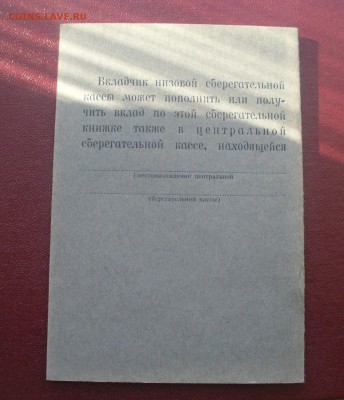 COINS.LAVE.RU
Вкладчик низовой сберегательной
кассы может пополнить или полу-
чить вклад по этой сберегательной
книжке также в центральной
сберегательной кассе, находящейся
(местонахождение центральной
сберегательной кассы)